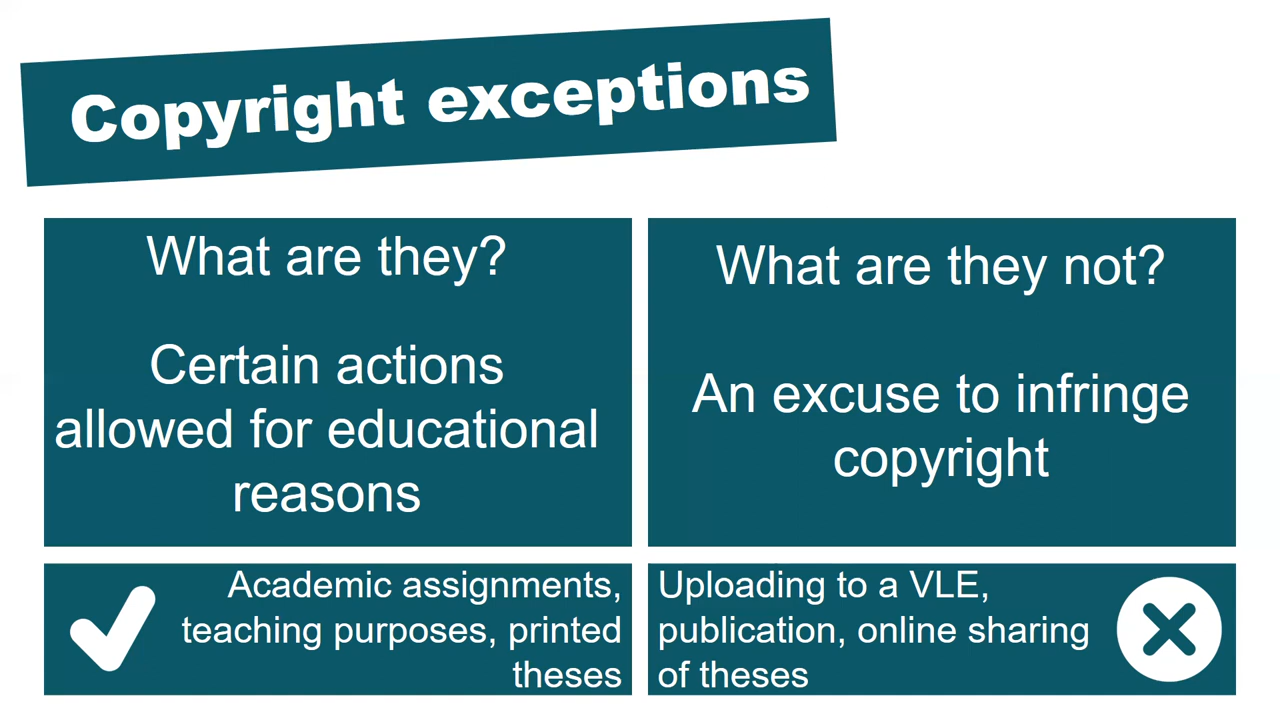 Copyright exceptions
What are they?
Certain actions
allowed for educational
reasons
What are they not?
An excuse to infringe
copyright
Academic assignments,
teaching purposes, printed
theses
Uploading to a VLE,
publication, online sharing
of theses